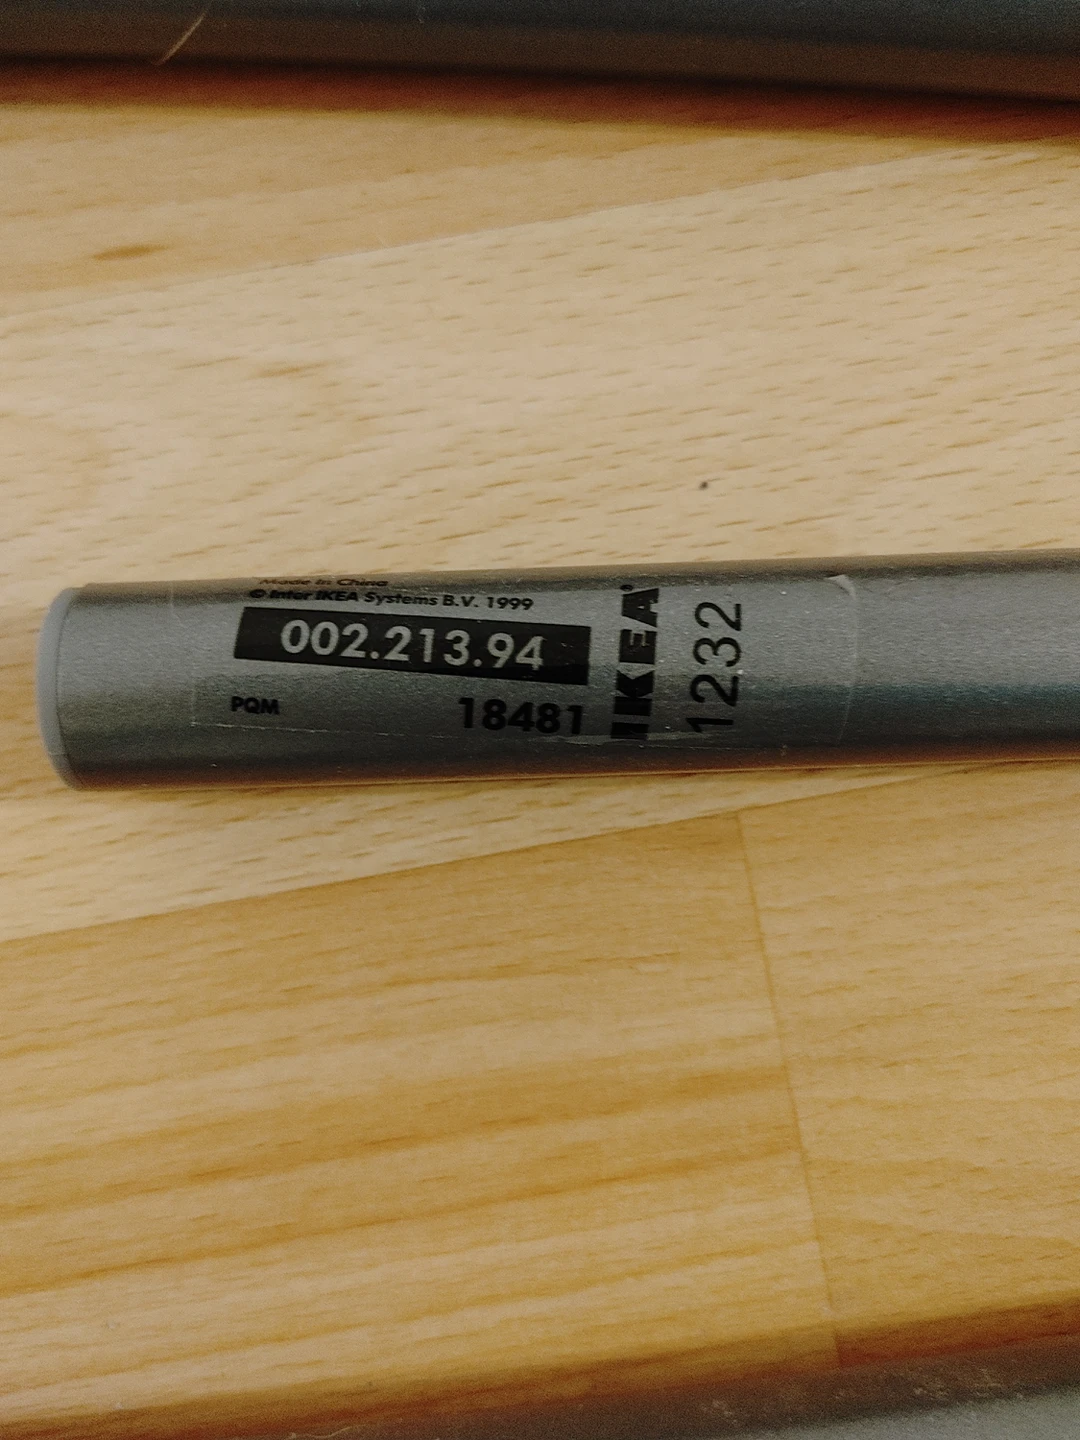 Made in China
© Inter IKEA Systems B.V. 1999
002.213.94
PQM 18481
IKEA®
1232